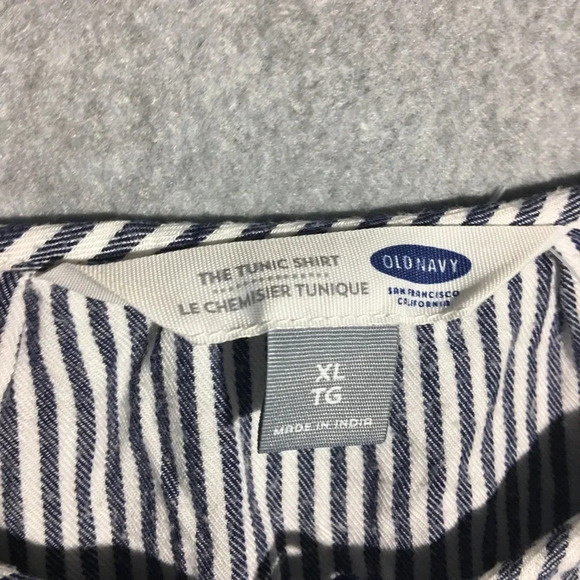 THE TUNIC SHIRT
LE CHEMISIER TUNIQUE
OLD NAVY
SAN FRANCISCO
CALIFORNIA
XL
TG
MADE IN INDIA